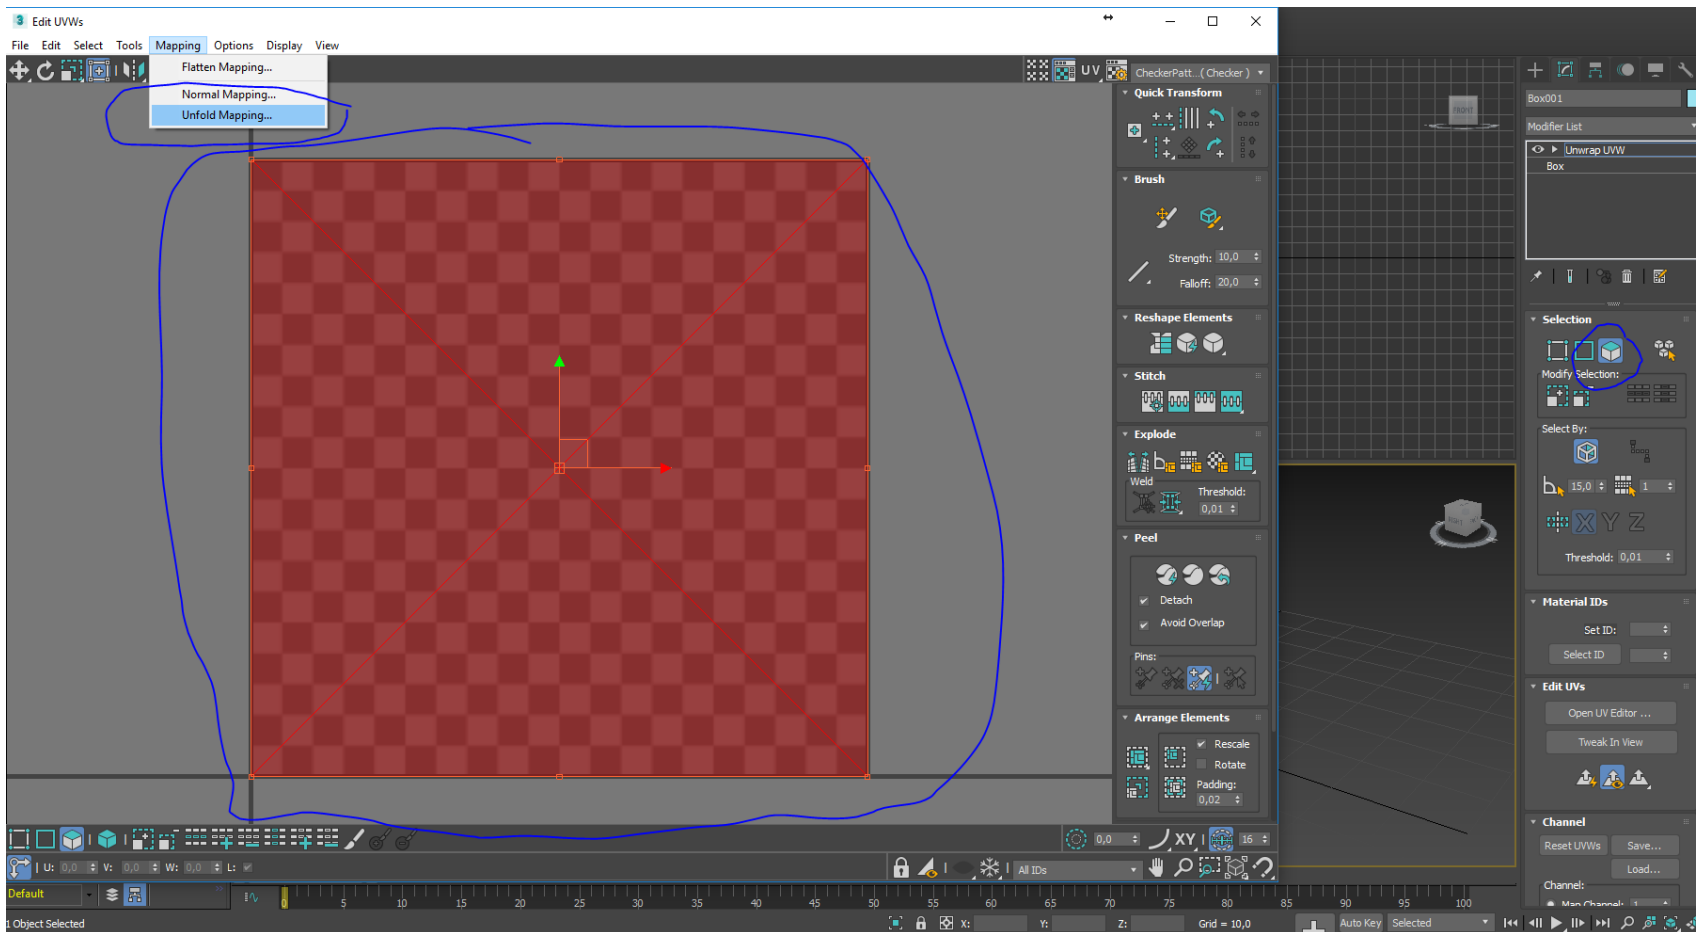 3 Edit UVWs
File Edit Select Tools Mapping Options Display View
Flatten Mapping...
Normal Mapping...
Unfold Mapping...
UV CheckerPatt...( Checker )
Quick Transform
Brush
Strength: 10,0
Falloff: 20,0
Reshape Elements
Stitch
Explode
Weld
Threshold:
0,01
Peel
Detach
Avoid Overlap
Pins:
Arrange Elements
Rescale
Rotate
Padding:
0,02
0,0 XY 16
U: 0,0 V: 0,0 W: 0,0 L:
All IDs
FRONT
Box001
Modifier List
Unwrap UVW
Box
Selection
Modify Selection:
Select By:
15,0 1
X Y Z
Threshold: 0,01
Material IDs
Set ID:
Select ID
Edit UVs
Open UV Editor ...
Tweak In View
Channel
Reset UVWs Save...
Load...
Channel:
Map Channel: 1
Default
0 5 10 15 20 25 30 35 40 45 50 55 60 65 70 75 80 85 90 95 100
1 Object Selected X: Y: Z: Grid = 10,0 Auto Key Selected